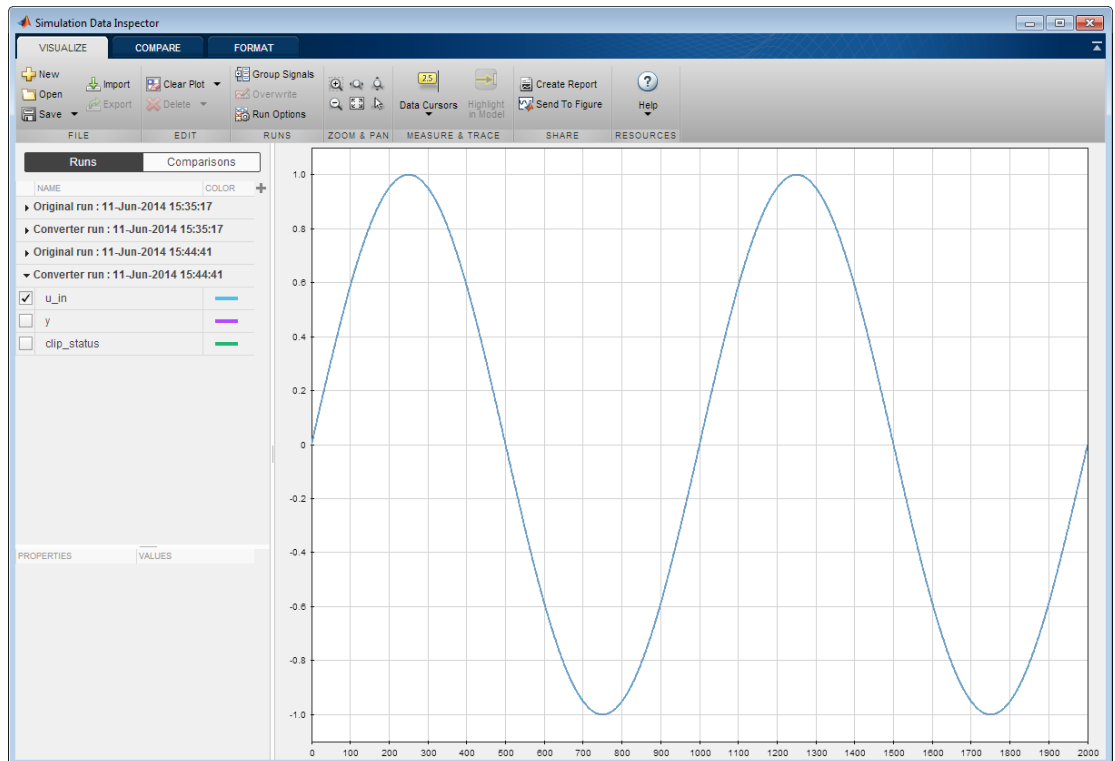 Simulation Data Inspector
VISUALIZE COMPARE FORMAT
New
Open
Save
Import
Export
FILE
Clear Plot
Delete
EDIT
Group Signals
Overwrite
Run Options
RUNS
ZOOM & PAN
2.5
Data Cursors
Highlight
in Model
MEASURE & TRACE
Create Report
Send To Figure
SHARE
?
Help
RESOURCES
Runs Comparisons
NAME COLOR
Original run : 11-Jun-2014 15:35:17
Converter run : 11-Jun-2014 15:35:17
Original run : 11-Jun-2014 15:44:41
Converter run : 11-Jun-2014 15:44:41
u_in
y
clip_status
PROPERTIES VALUES
1.0
0.8
0.6
0.4
0.2
0
-0.2
-0.4
-0.6
-0.8
-1.0
0 100 200 300 400 500 600 700 800 900 1000 1100 1200 1300 1400 1500 1600 1700 1800 1900 2000